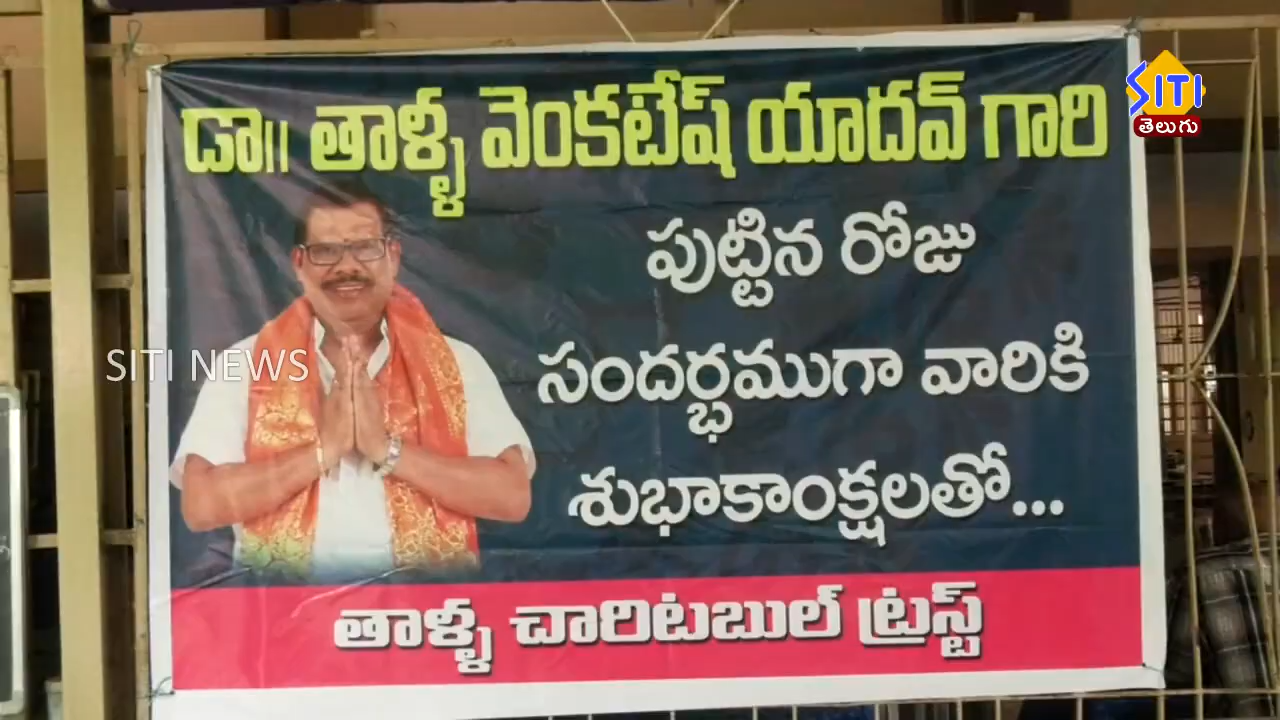 డా॥ తాళ్ళ వెంకటేష్ యాదవ్ గారి
పుట్టిన రోజు
సందర్భముగా వారికి
శుభాకాంక్షలతో...
తాళ్ళ చారిటబుల్ ట్రస్ట్
SITI
తెలుగు
SITI NEWS